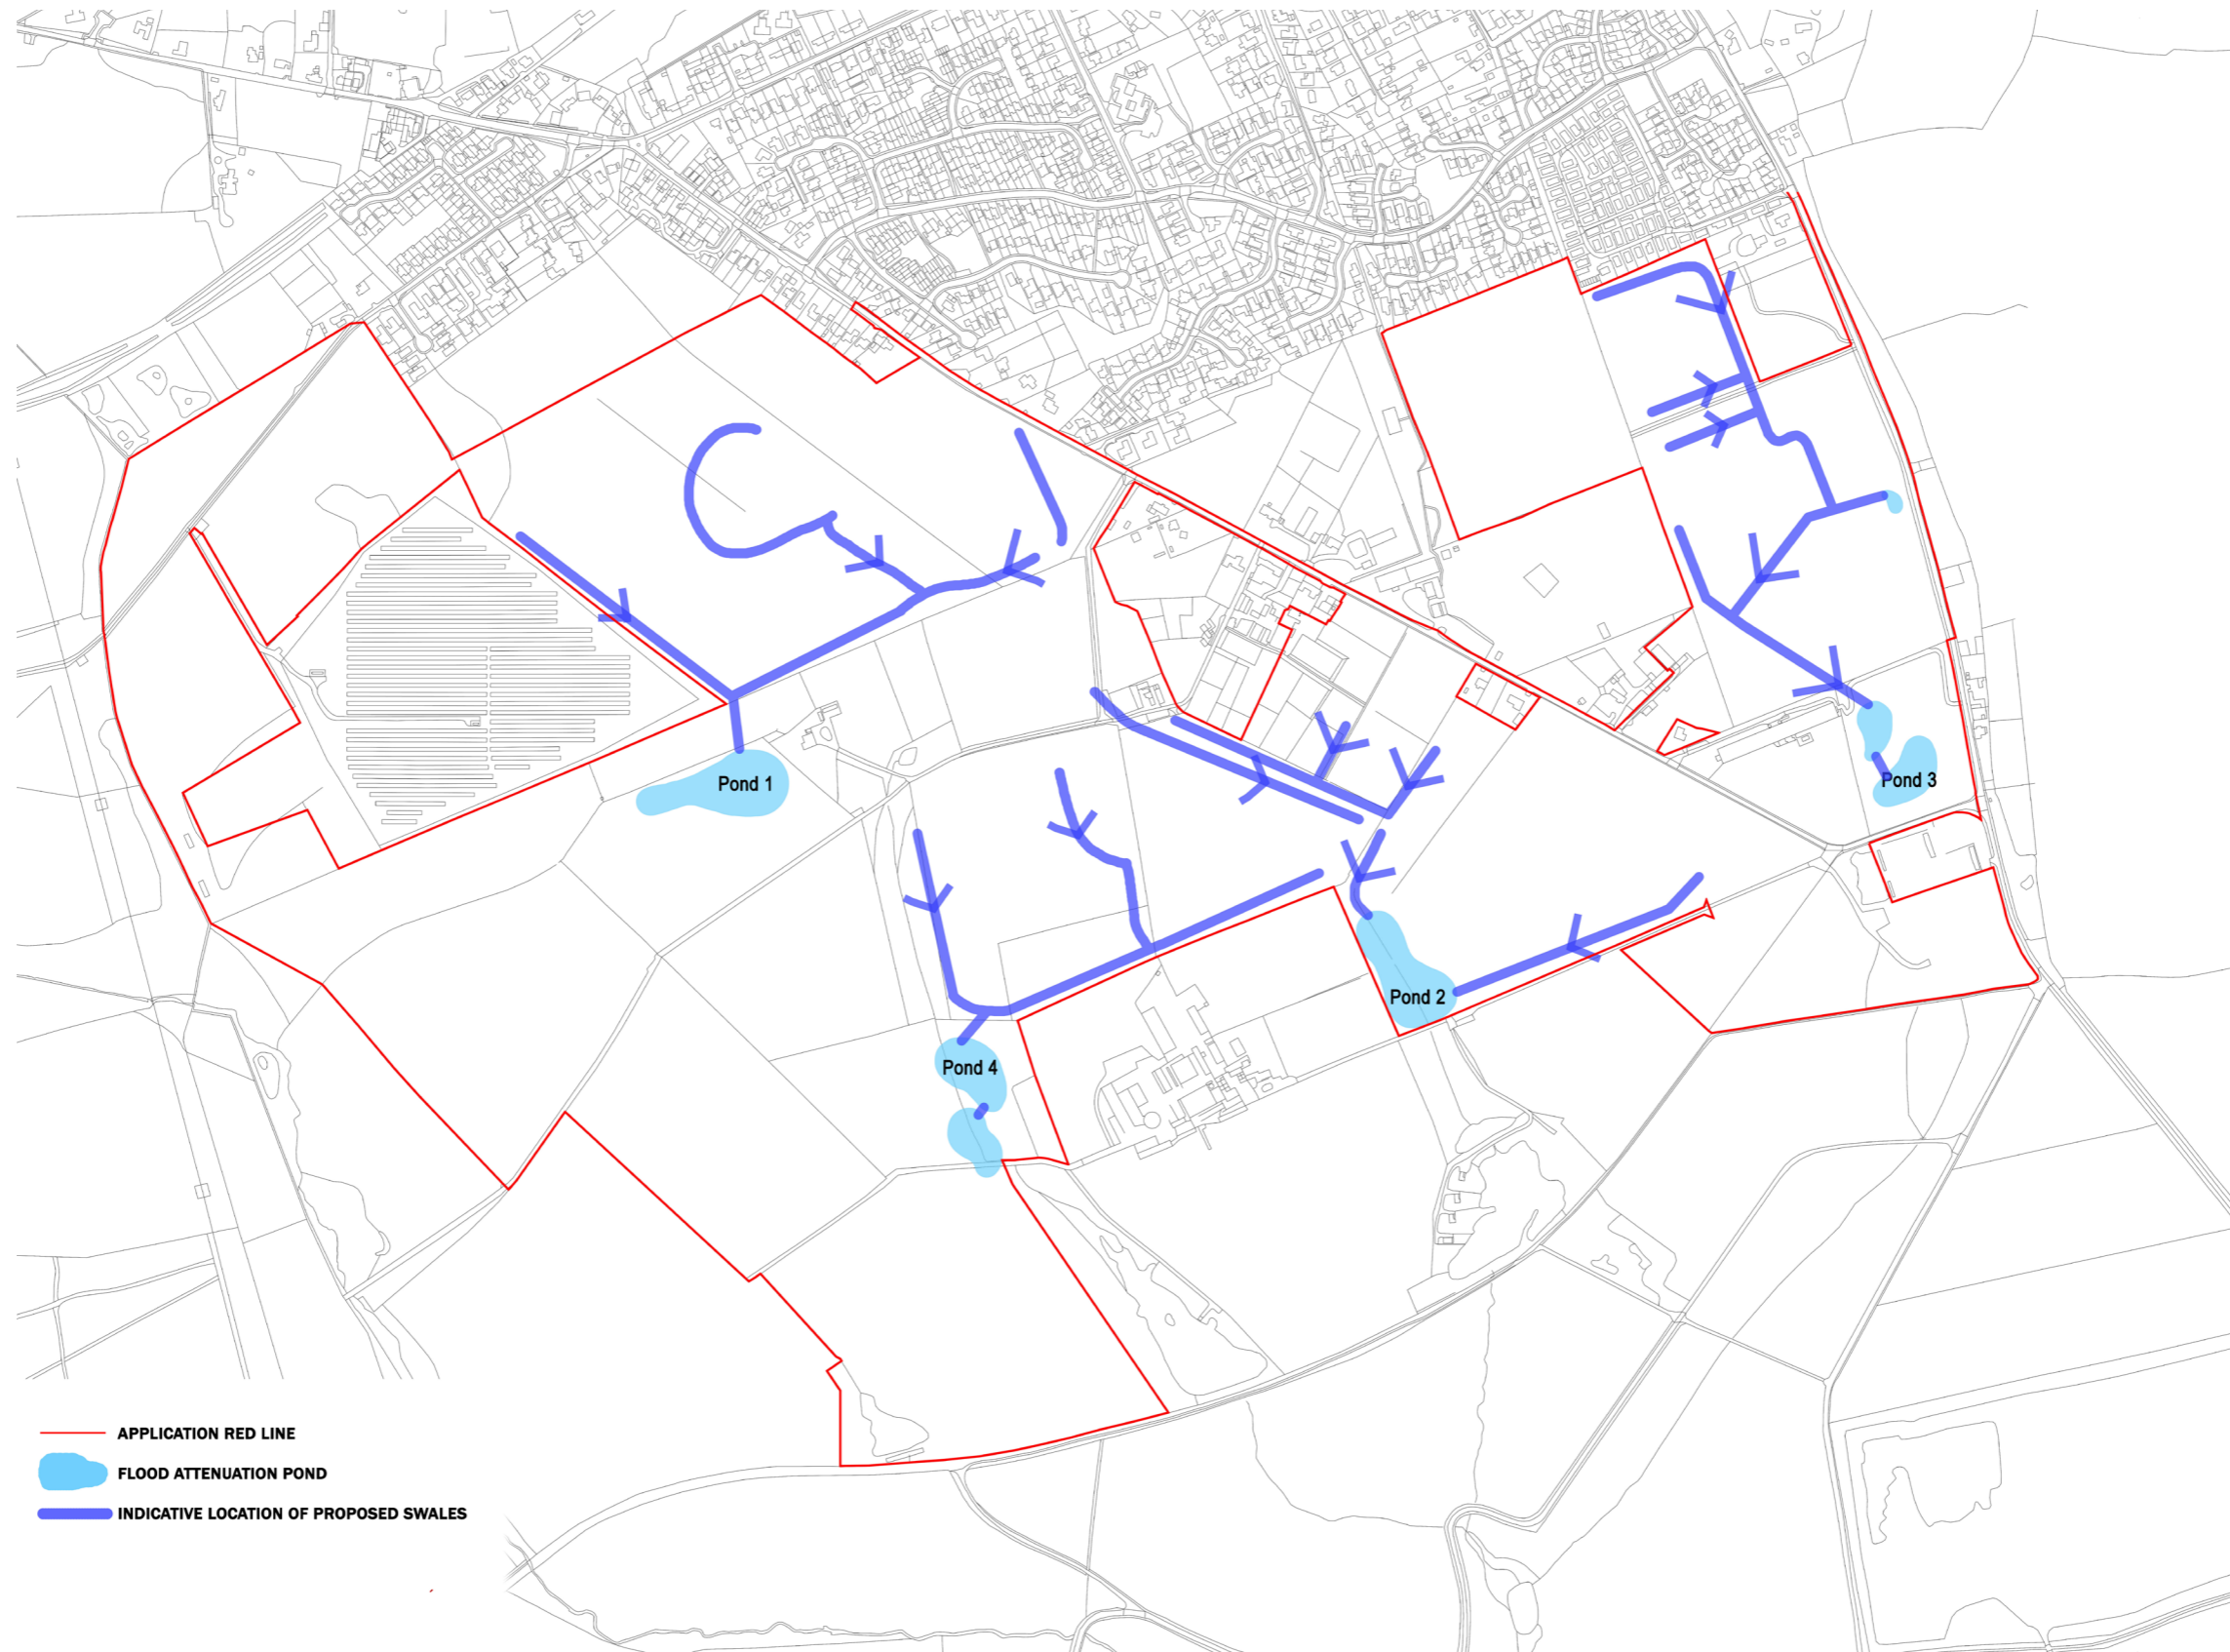 Pond 1
Pond 3
Pond 2
Pond 4
APPLICATION RED LINE
FLOOD ATTENUATION POND
INDICATIVE LOCATION OF PROPOSED SWALES